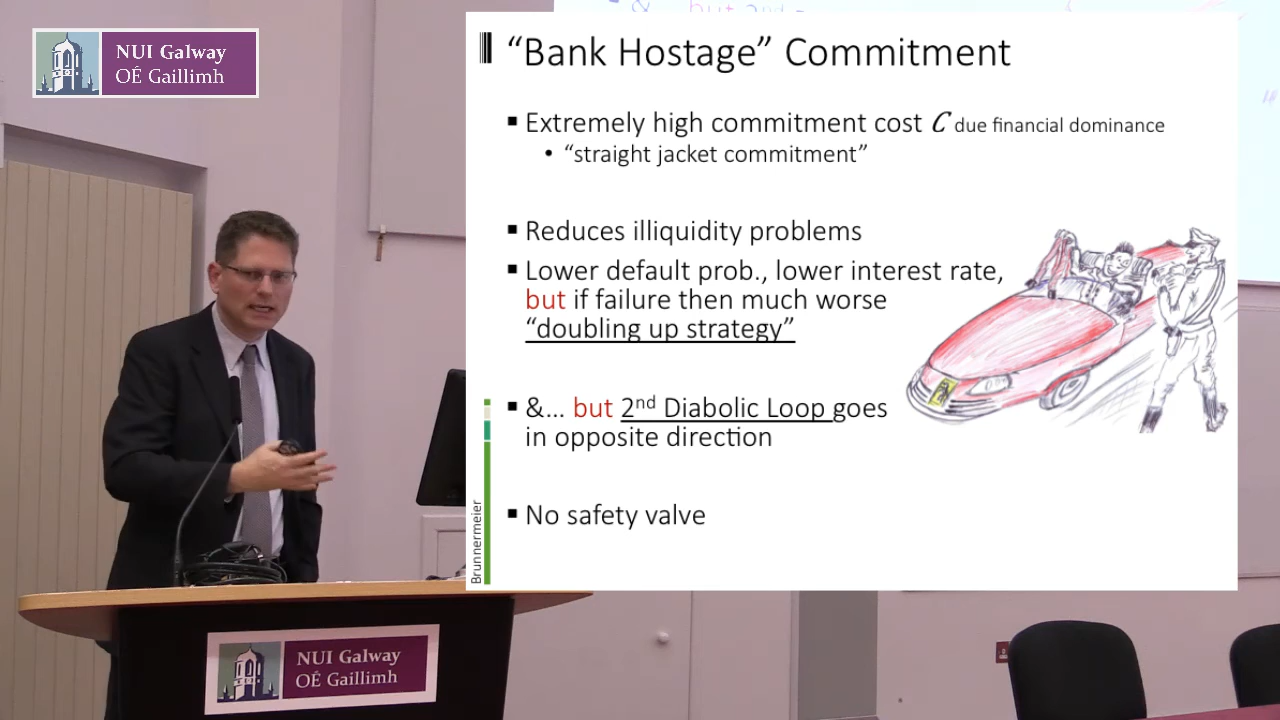 NUI Galway
OÉ Gaillimh
“Bank Hostage” Commitment
▪ Extremely high commitment cost C due financial dominance
• “straight jacket commitment”
▪ Reduces illiquidity problems
▪ Lower default prob., lower interest rate,
but if failure then much worse
“doubling up strategy”
▪ &... but 2nd Diabolic Loop goes
in opposite direction
▪ No safety valve
Brunnermeier
NUI Galway
OÉ Gaillimh